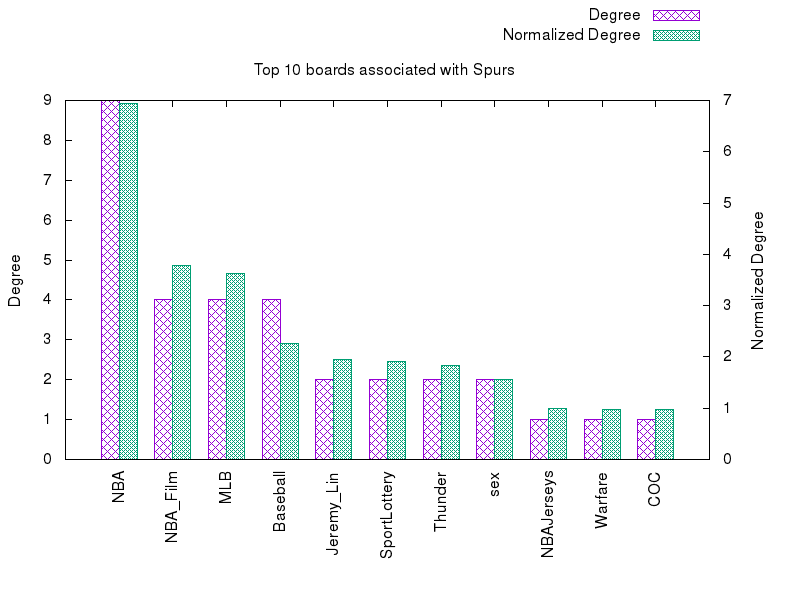 Degree
Normalized Degree
Top 10 boards associated with Spurs
9
8
7
6
5
4
3
2
1
0
Degree
7
6
5
4
3
2
1
0
Normalized Degree
NBA
NBA_Film
MLB
Baseball
Jeremy_Lin
SportLottery
Thunder
sex
NBAJerseys
Warfare
COC